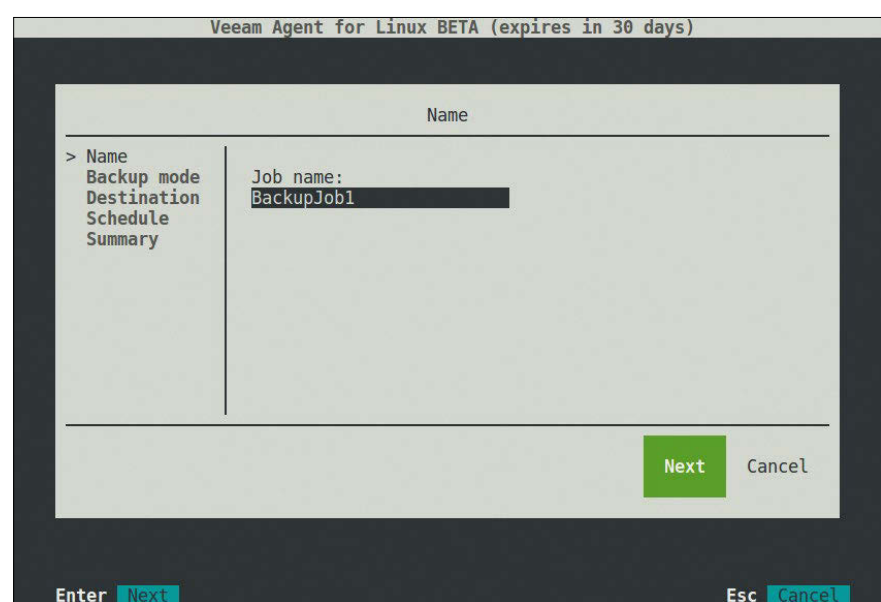 Veeam Agent for Linux BETA (expires in 30 days)
Name
> Name
Backup mode
Destination
Schedule
Summary
Job name:
BackupJob1
Next
Cancel
Enter Next
Esc Cancel